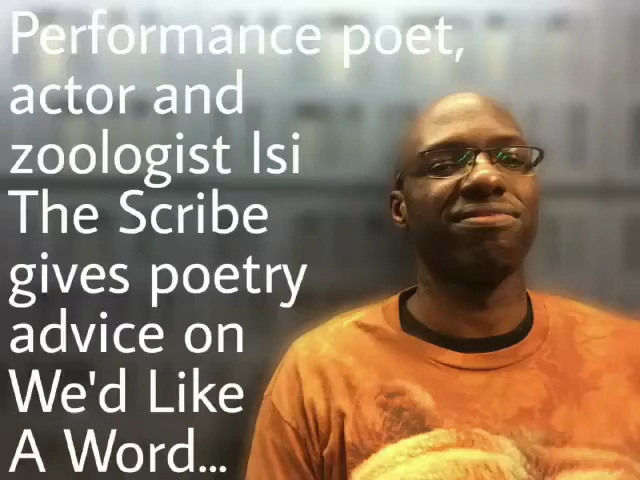 Performance poet,
actor and
zoologist Isi
The Scribe
gives poetry
advice on
We'd Like
A Word...